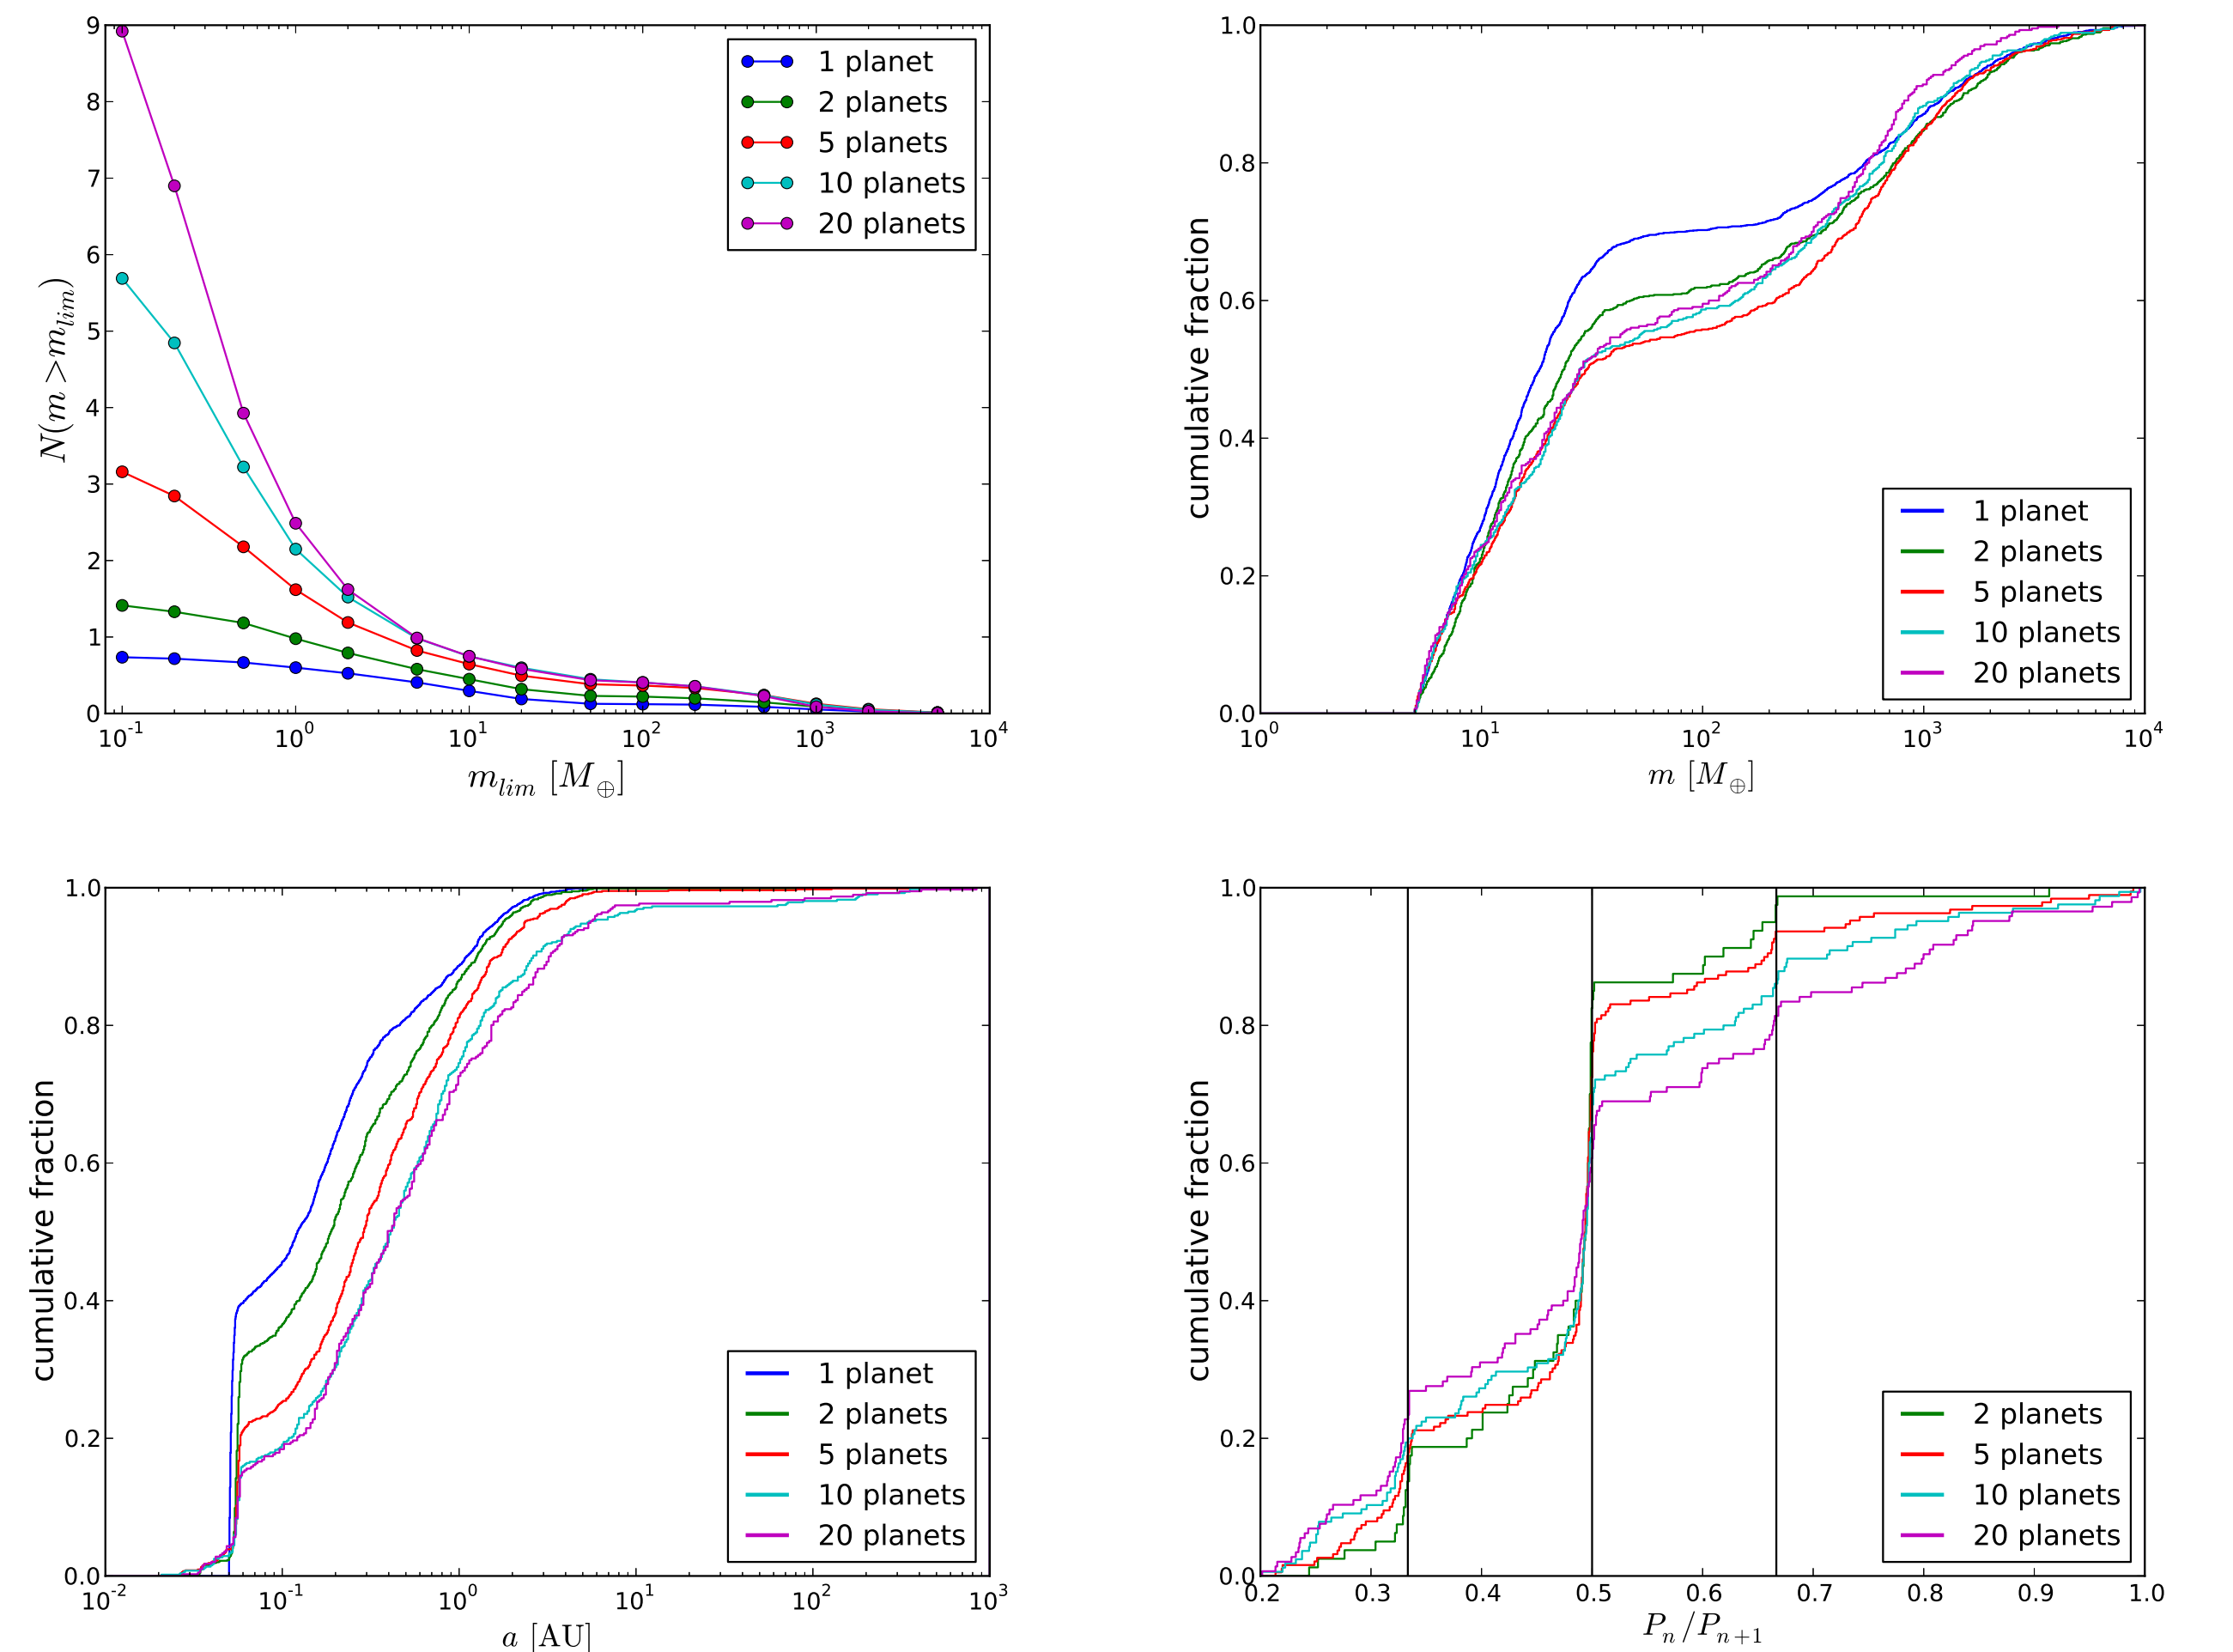 9
8
7
6
5
4
3
2
1
0
N(m > m_lim)
10^-1 10^0 10^1 10^2 10^3 10^4
m_lim [M_⊕]
1 planet
2 planets
5 planets
10 planets
20 planets
1.0
0.8
0.6
0.4
0.2
0.0
cumulative fraction
10^0 10^1 10^2 10^3 10^4
m [M_⊕]
1 planet
2 planets
5 planets
10 planets
20 planets
1.0
0.8
0.6
0.4
0.2
0.0
cumulative fraction
10^-2 10^-1 10^0 10^1 10^2 10^3
a [AU]
1 planet
2 planets
5 planets
10 planets
20 planets
1.0
0.8
0.6
0.4
0.2
0.0
cumulative fraction
0.2 0.3 0.4 0.5 0.6 0.7 0.8 0.9 1.0
P_n/P_n+1
2 planets
5 planets
10 planets
20 planets